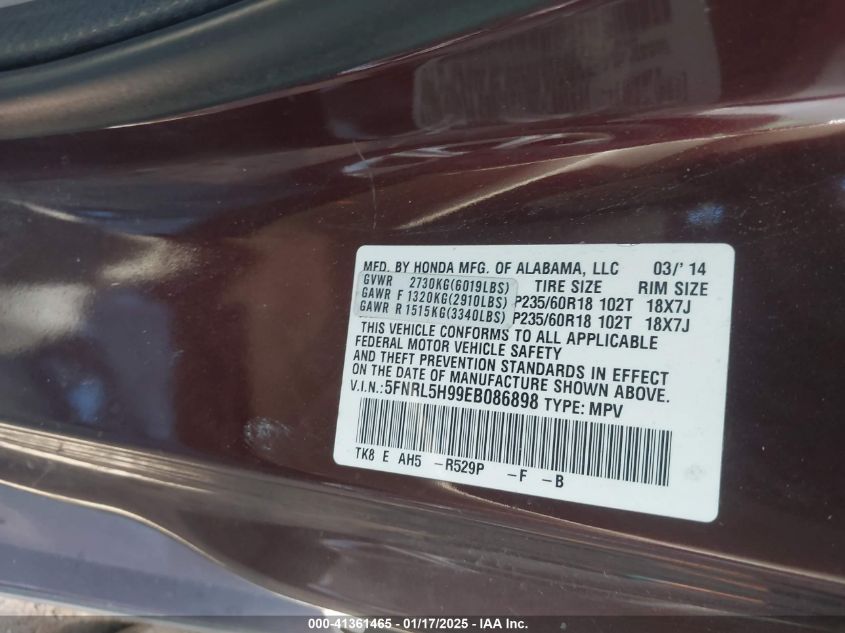 MFD. BY HONDA MFG. OF ALABAMA, LLC 03/' 14
GVWR 2730KG(6019LBS) TIRE SIZE RIM SIZE
GAWR F 1320KG(2910LBS) P235/60R18 102T 18X7J
GAWR R 1515KG(3340LBS) P235/60R18 102T 18X7J
THIS VEHICLE CONFORMS TO ALL APPLICABLE
FEDERAL MOTOR VEHICLE SAFETY
AND THEFT PREVENTION STANDARDS IN EFFECT
ON THE DATE OF MANUFACTURE SHOWN ABOVE.
V.I.N.:5FNRL5H99EB086898 TYPE: MPV
TK8 E AH5 -R529P -F -B
000-41361465 - 01/17/2025 - IAA Inc.